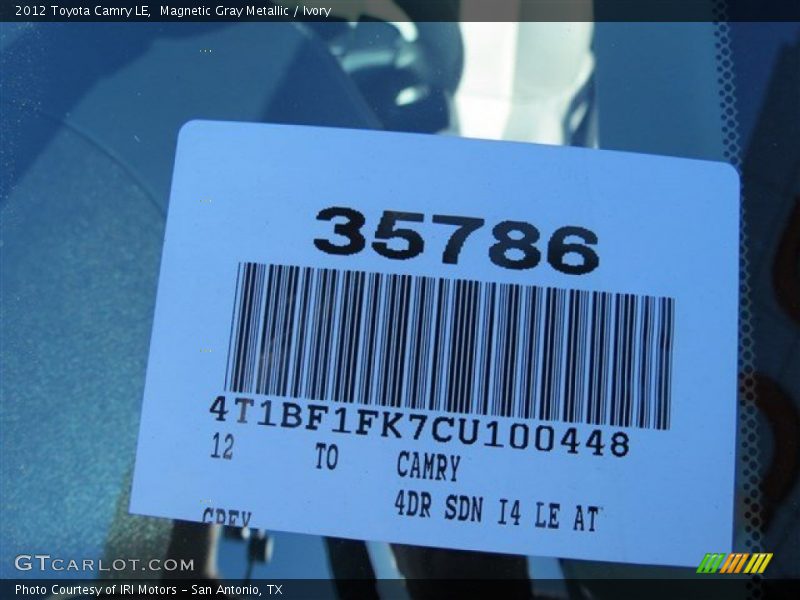 2012 Toyota Camry LE, Magnetic Gray Metallic / Ivory
35786
4T1BF1FK7CU100448
12 TO CAMRY
4DR SDN I4 LE AT
GREY
GTCARLOT.COM
Photo Courtesy of IRI Motors – San Antonio, TX